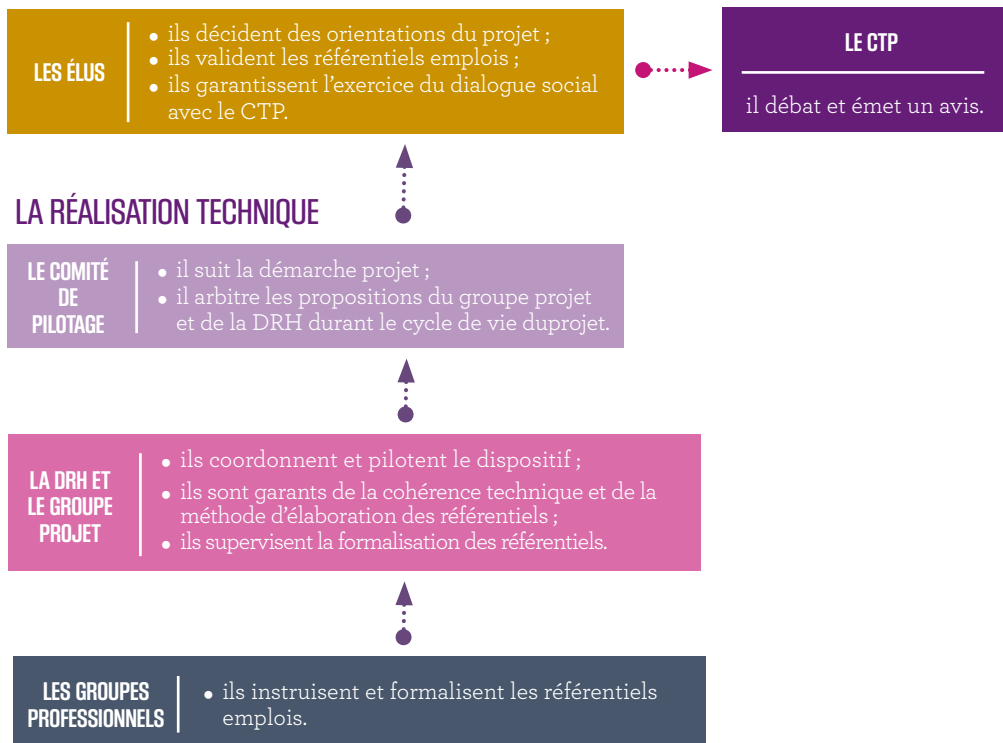 LES ÉLUS
• ils décident des orientations du projet ;
• ils valident les référentiels emplois ;
• ils garantissent l'exercice du dialogue social
avec le CTP.
LE CTP
il débat et émet un avis.
LA RÉALISATION TECHNIQUE
LE COMITÉ
DE
PILOTAGE
• il suit la démarche projet ;
• il arbitre les propositions du groupe projet
et de la DRH durant le cycle de vie duprojet.
LA DRH ET
LE GROUPE
PROJET
• ils coordonnent et pilotent le dispositif ;
• ils sont garants de la cohérence technique et de la
méthode d'élaboration des référentiels ;
• ils supervisent la formalisation des référentiels.
LES GROUPES
PROFESSIONNELS
• ils instruisent et formalisent les référentiels
emplois.